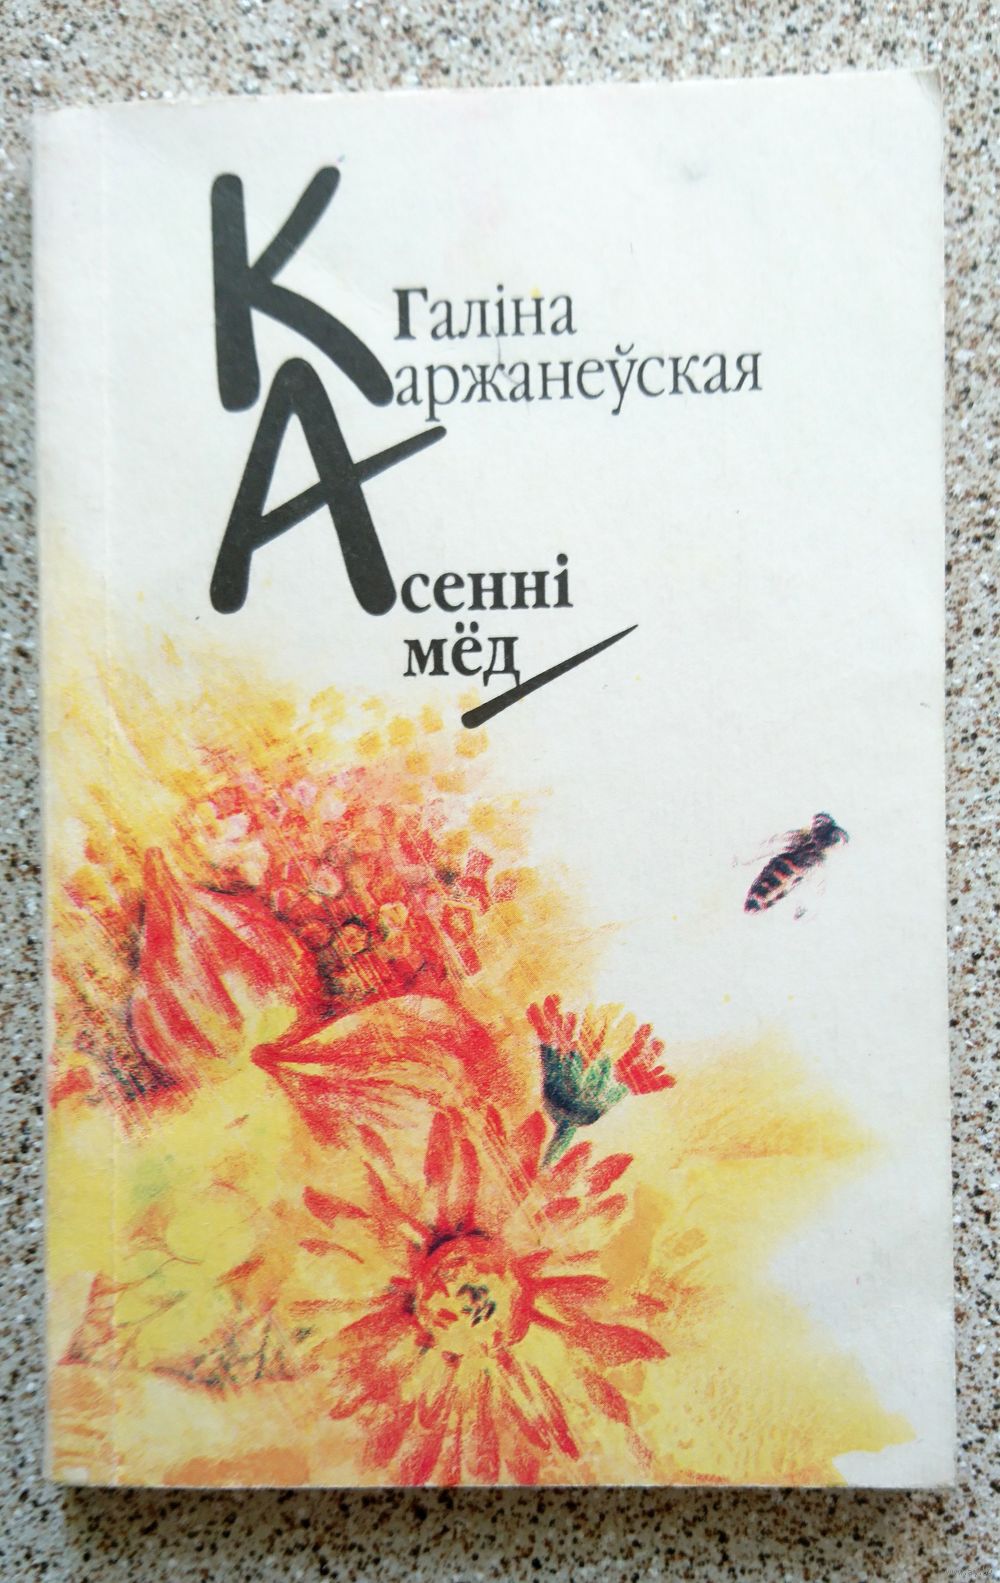 Галіна
Каржанеўская
Асенні
мёд